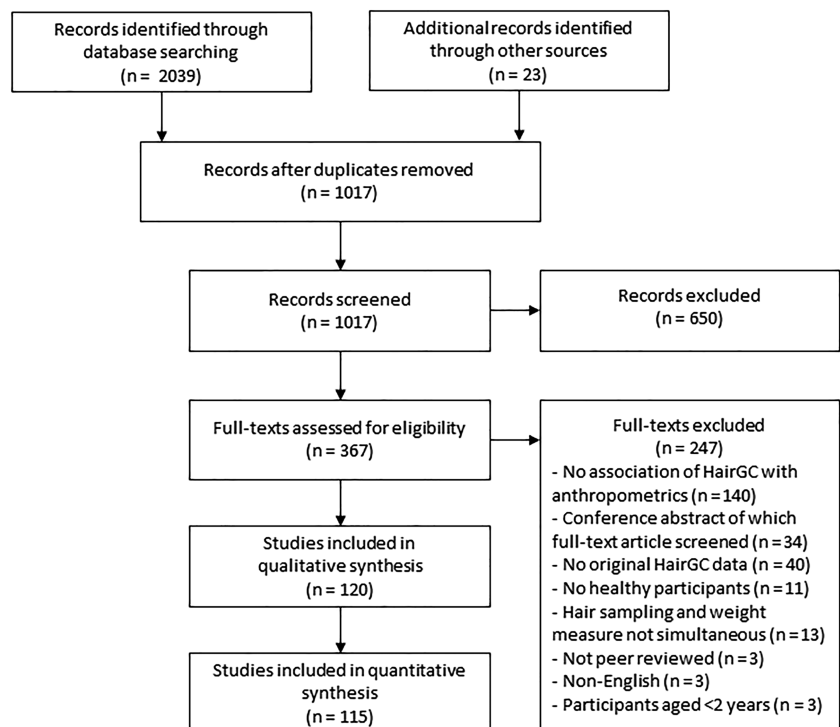 Records identified through
database searching
(n = 2039)
Additional records identified
through other sources
(n = 23)
Records after duplicates removed
(n = 1017)
Records screened
(n = 1017)
Records excluded
(n = 650)
Full-texts assessed for eligibility
(n = 367)
Full-texts excluded
(n = 247)
- No association of HairGC with
anthropometrics (n = 140)
- Conference abstract of which
full-text article screened (n = 34)
- No original HairGC data (n = 40)
- No healthy participants (n = 11)
- Hair sampling and weight
measure not simultaneous (n = 13)
- Not peer reviewed (n = 3)
- Non-English (n = 3)
- Participants aged <2 years (n = 3)
Studies included in
qualitative synthesis
(n = 120)
Studies included in quantitative
synthesis
(n = 115)